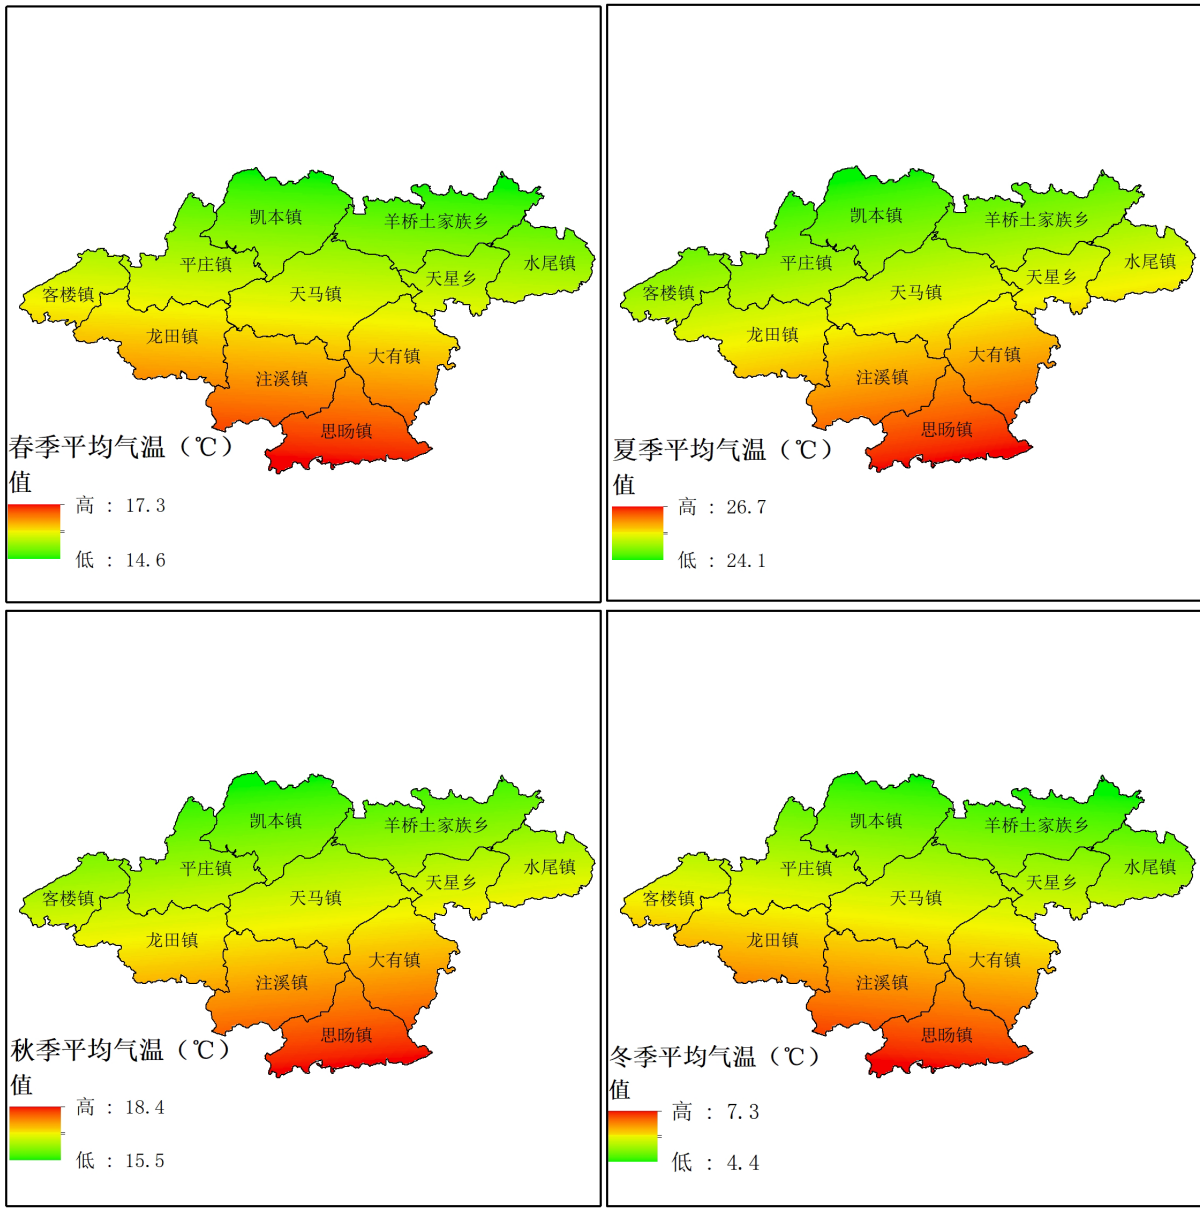 凯本镇
羊桥土家族乡
平庄镇
水尾镇
天星乡
客楼镇
天马镇
龙田镇
大有镇
注溪镇
思旸镇
春季平均气温（℃）
值
高 : 17.3
低 : 14.6
凯本镇
羊桥土家族乡
平庄镇
水尾镇
天星乡
客楼镇
天马镇
龙田镇
大有镇
注溪镇
思旸镇
夏季平均气温（℃）
值
高 : 26.7
低 : 24.1
凯本镇
羊桥土家族乡
平庄镇
水尾镇
天星乡
客楼镇
天马镇
龙田镇
大有镇
注溪镇
思旸镇
秋季平均气温（℃）
值
高 : 18.4
低 : 15.5
凯本镇
羊桥土家族乡
平庄镇
水尾镇
天星乡
客楼镇
天马镇
龙田镇
大有镇
注溪镇
思旸镇
冬季平均气温（℃）
值
高 : 7.3
低 : 4.4